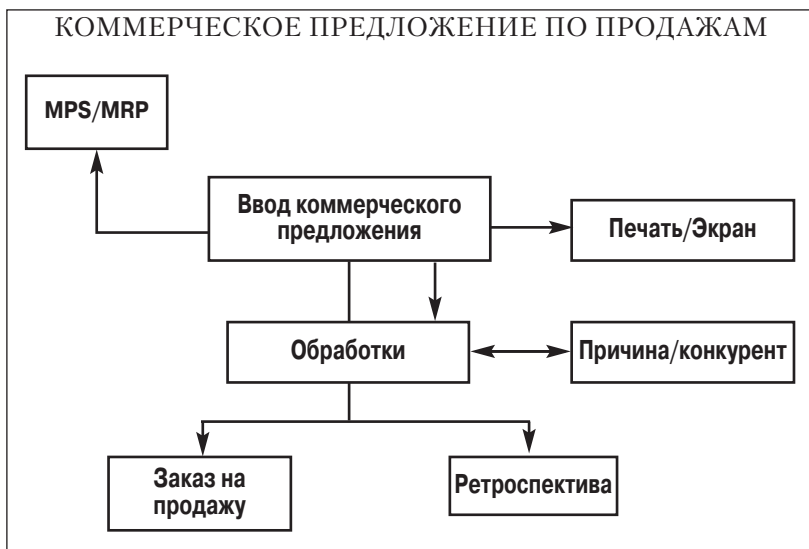 КОММЕРЧЕСКОЕ ПРЕДЛОЖЕНИЕ ПО ПРОДАЖАМ
MPS/MRP
Ввод коммерческого
предложения
Печать/Экран
Обработки
Причина/конкурент
Заказ на
продажу
Ретроспектива